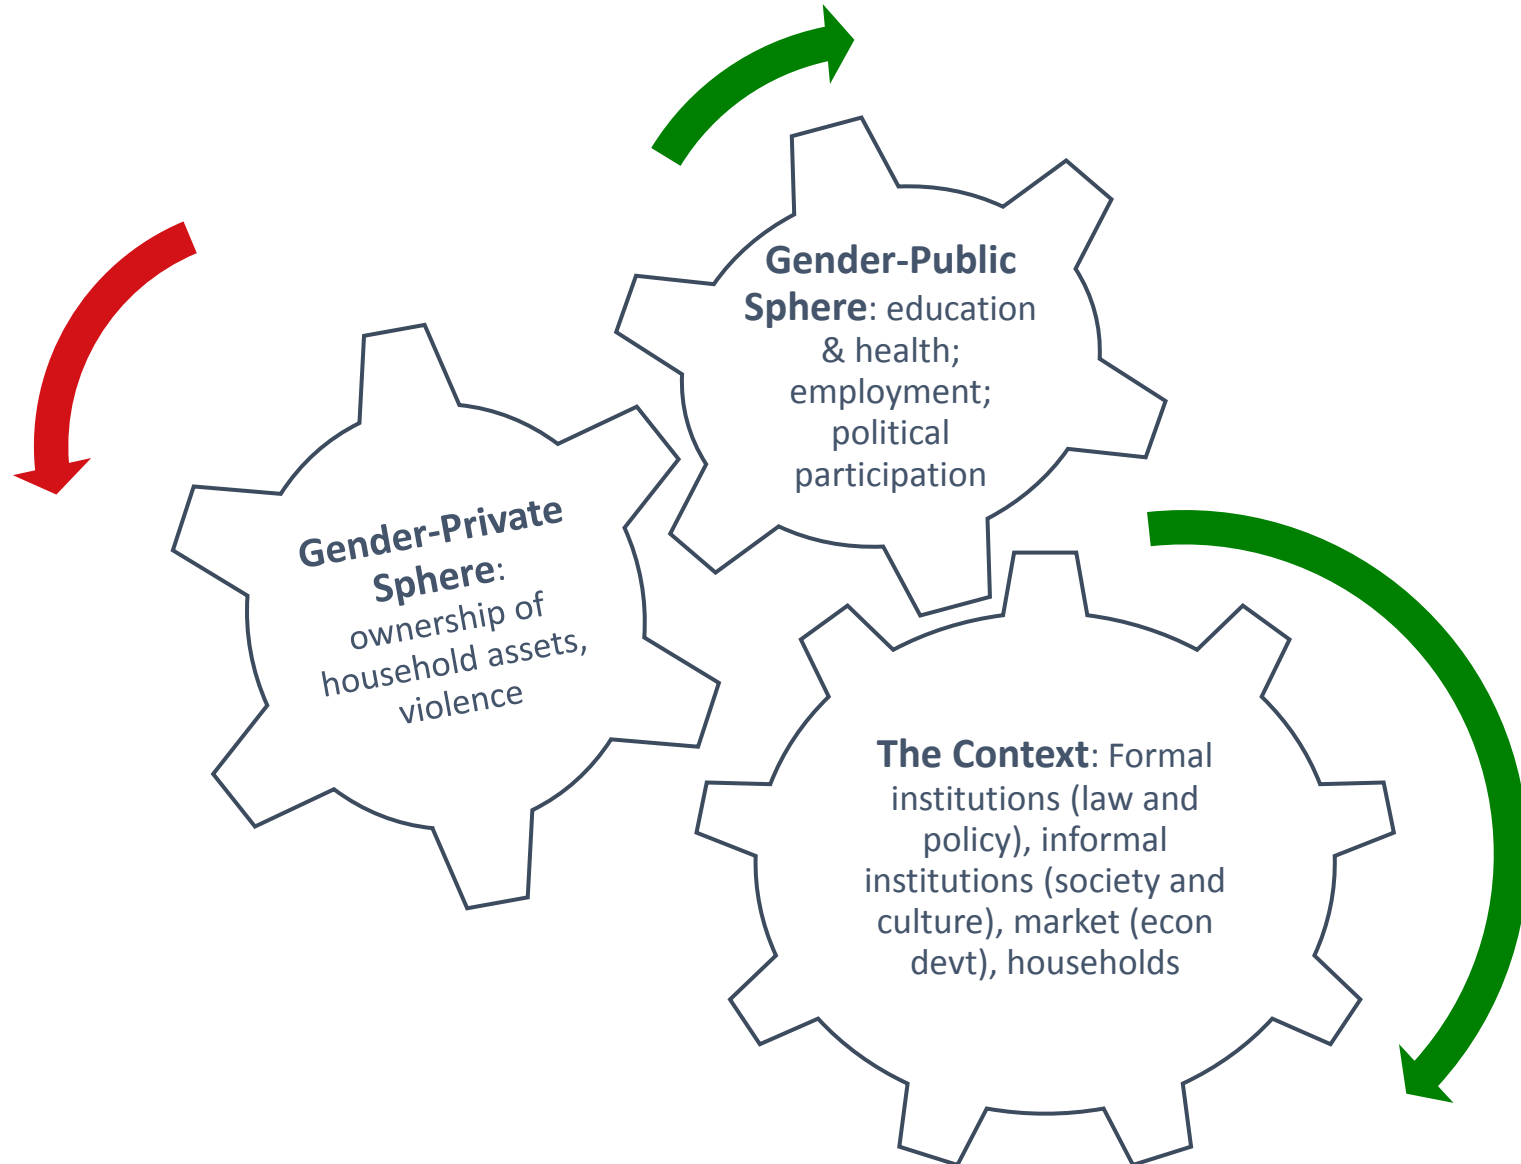 Gender-Public
Sphere: education
& health;
employment;
political
participation
Gender-Private
Sphere:
ownership of
household assets,
violence
The Context: Formal
institutions (law and
policy), informal
institutions (society and
culture), market (econ
devt), households